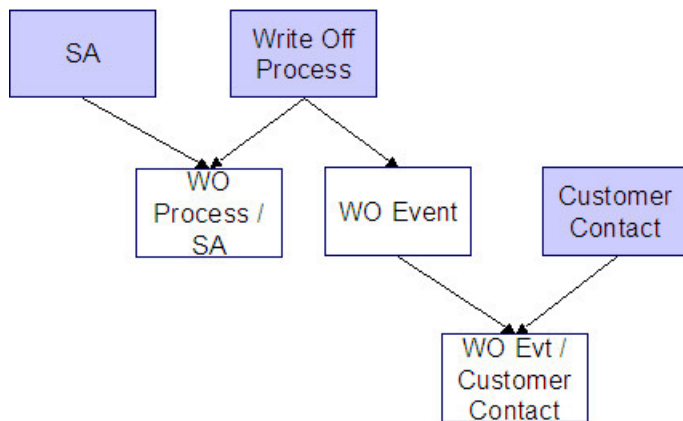 SA
Write Off
Process
WO
Process /
SA
WO Event
Customer
Contact
WO Evt /
Customer
Contact